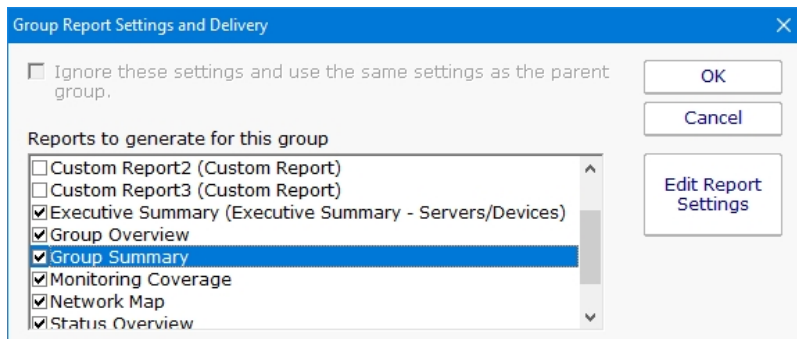 Group Report Settings and Delivery
Ignore these settings and use the same settings as the parent
group.
OK
Cancel
Reports to generate for this group
Custom Report2 (Custom Report)
Custom Report3 (Custom Report)
Executive Summary (Executive Summary - Servers/Devices)
Group Overview
Group Summary
Monitoring Coverage
Network Map
Status Overview
Edit Report
Settings